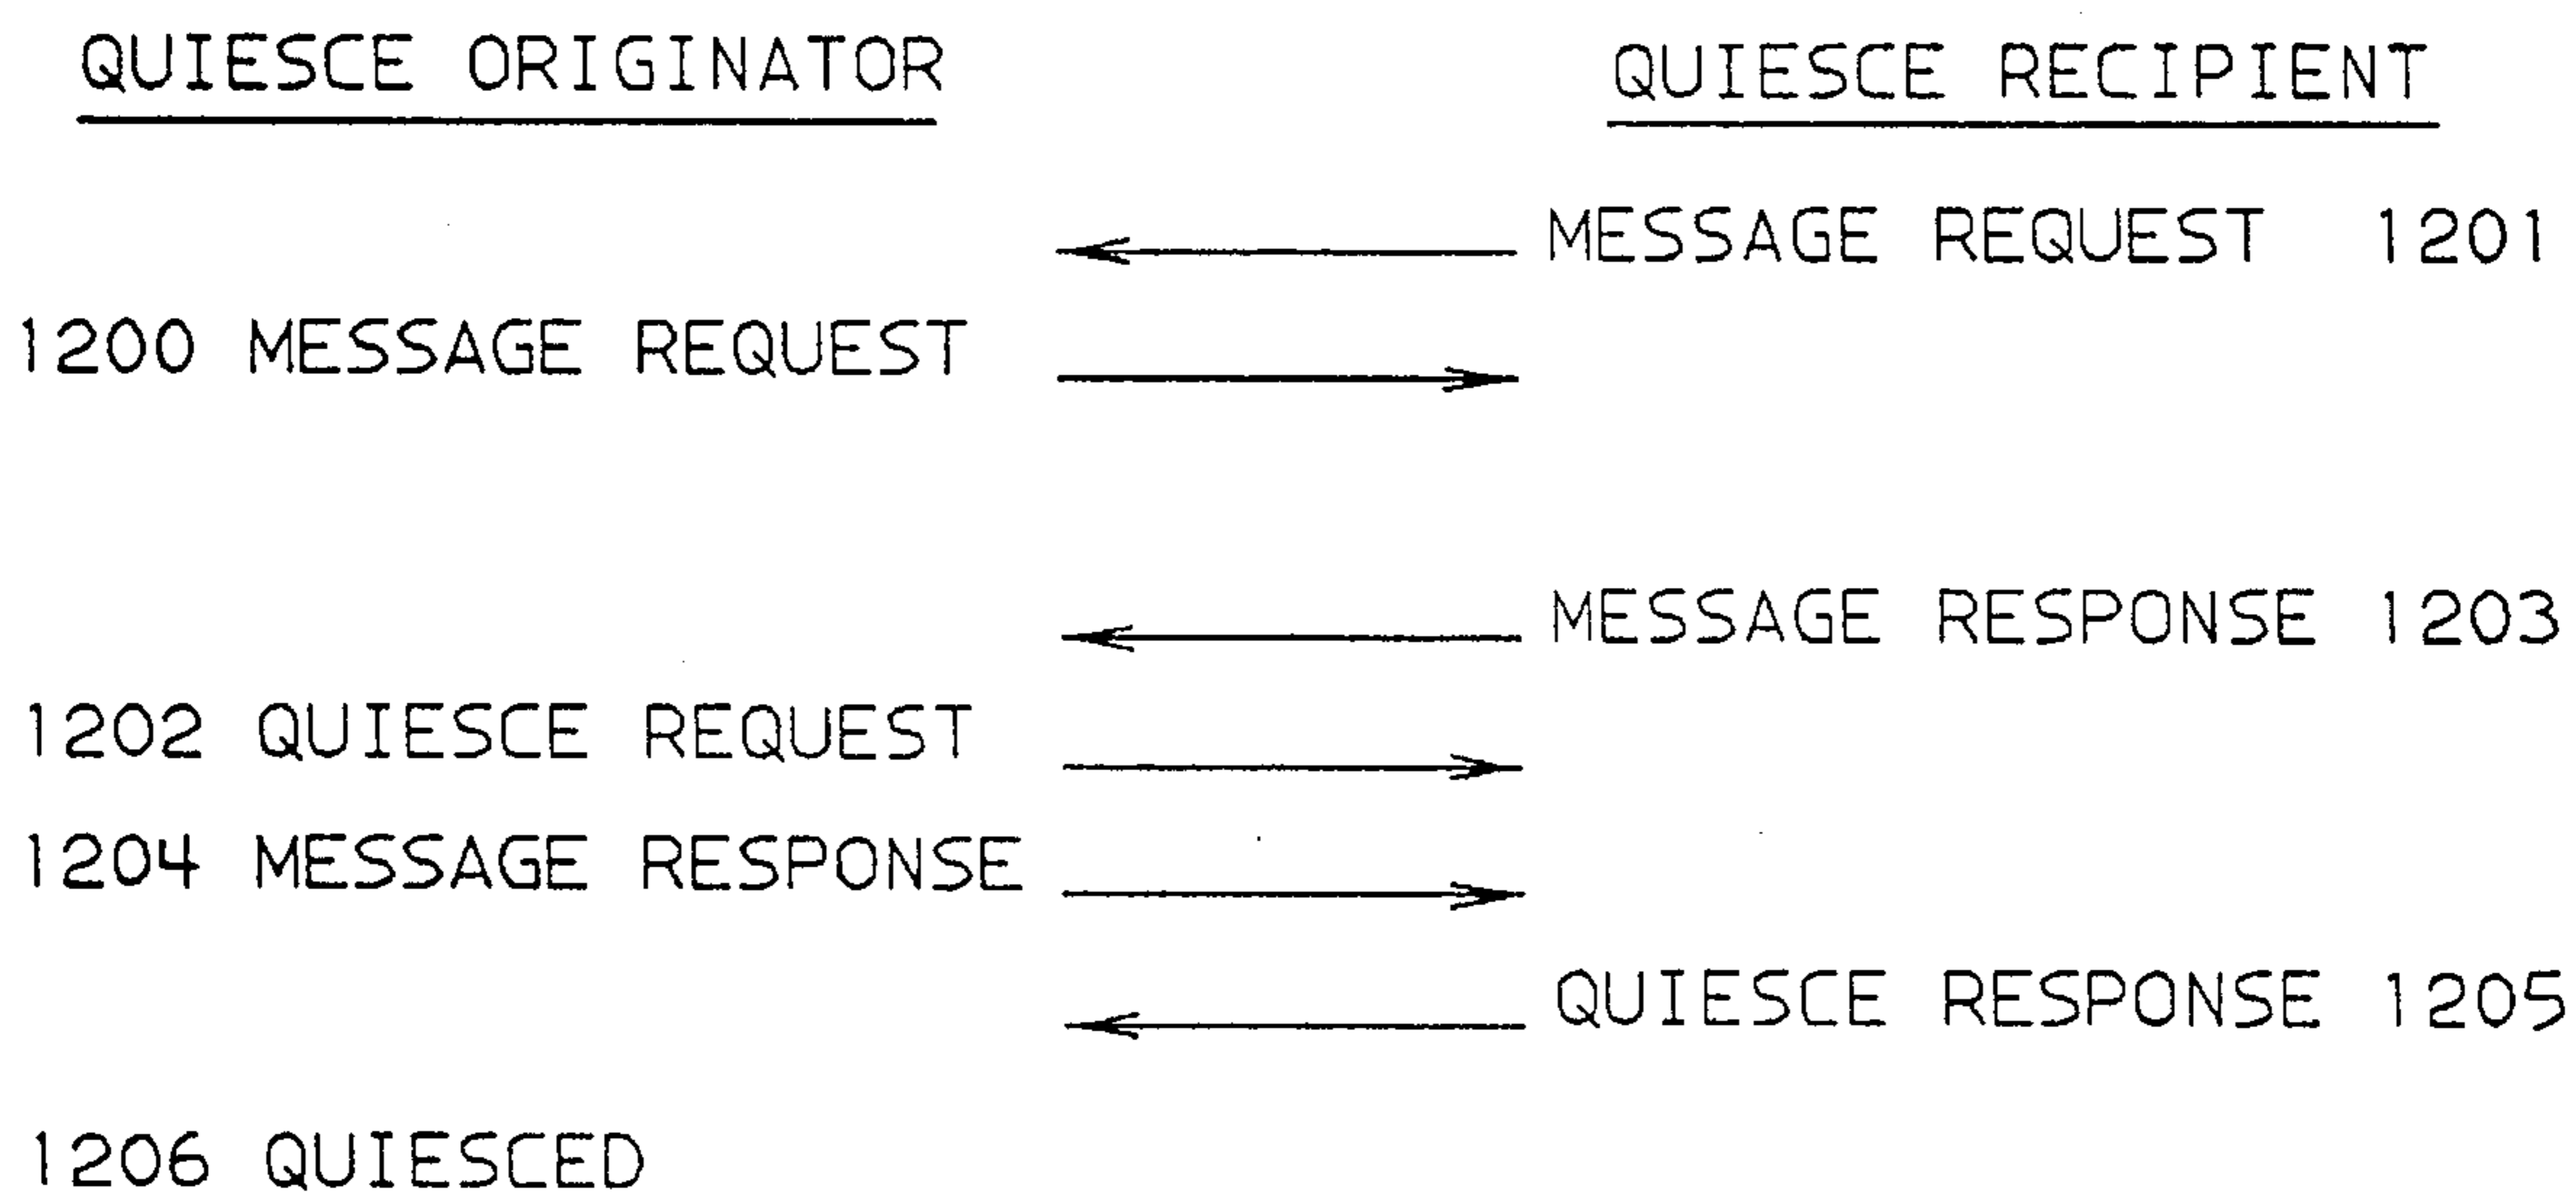 QUIESCE ORIGINATOR
QUIESCE RECIPIENT
MESSAGE REQUEST 1201
1200 MESSAGE REQUEST
MESSAGE RESPONSE 1203
1202 QUIESCE REQUEST
1204 MESSAGE RESPONSE
QUIESCE RESPONSE 1205
1206 QUIESCED